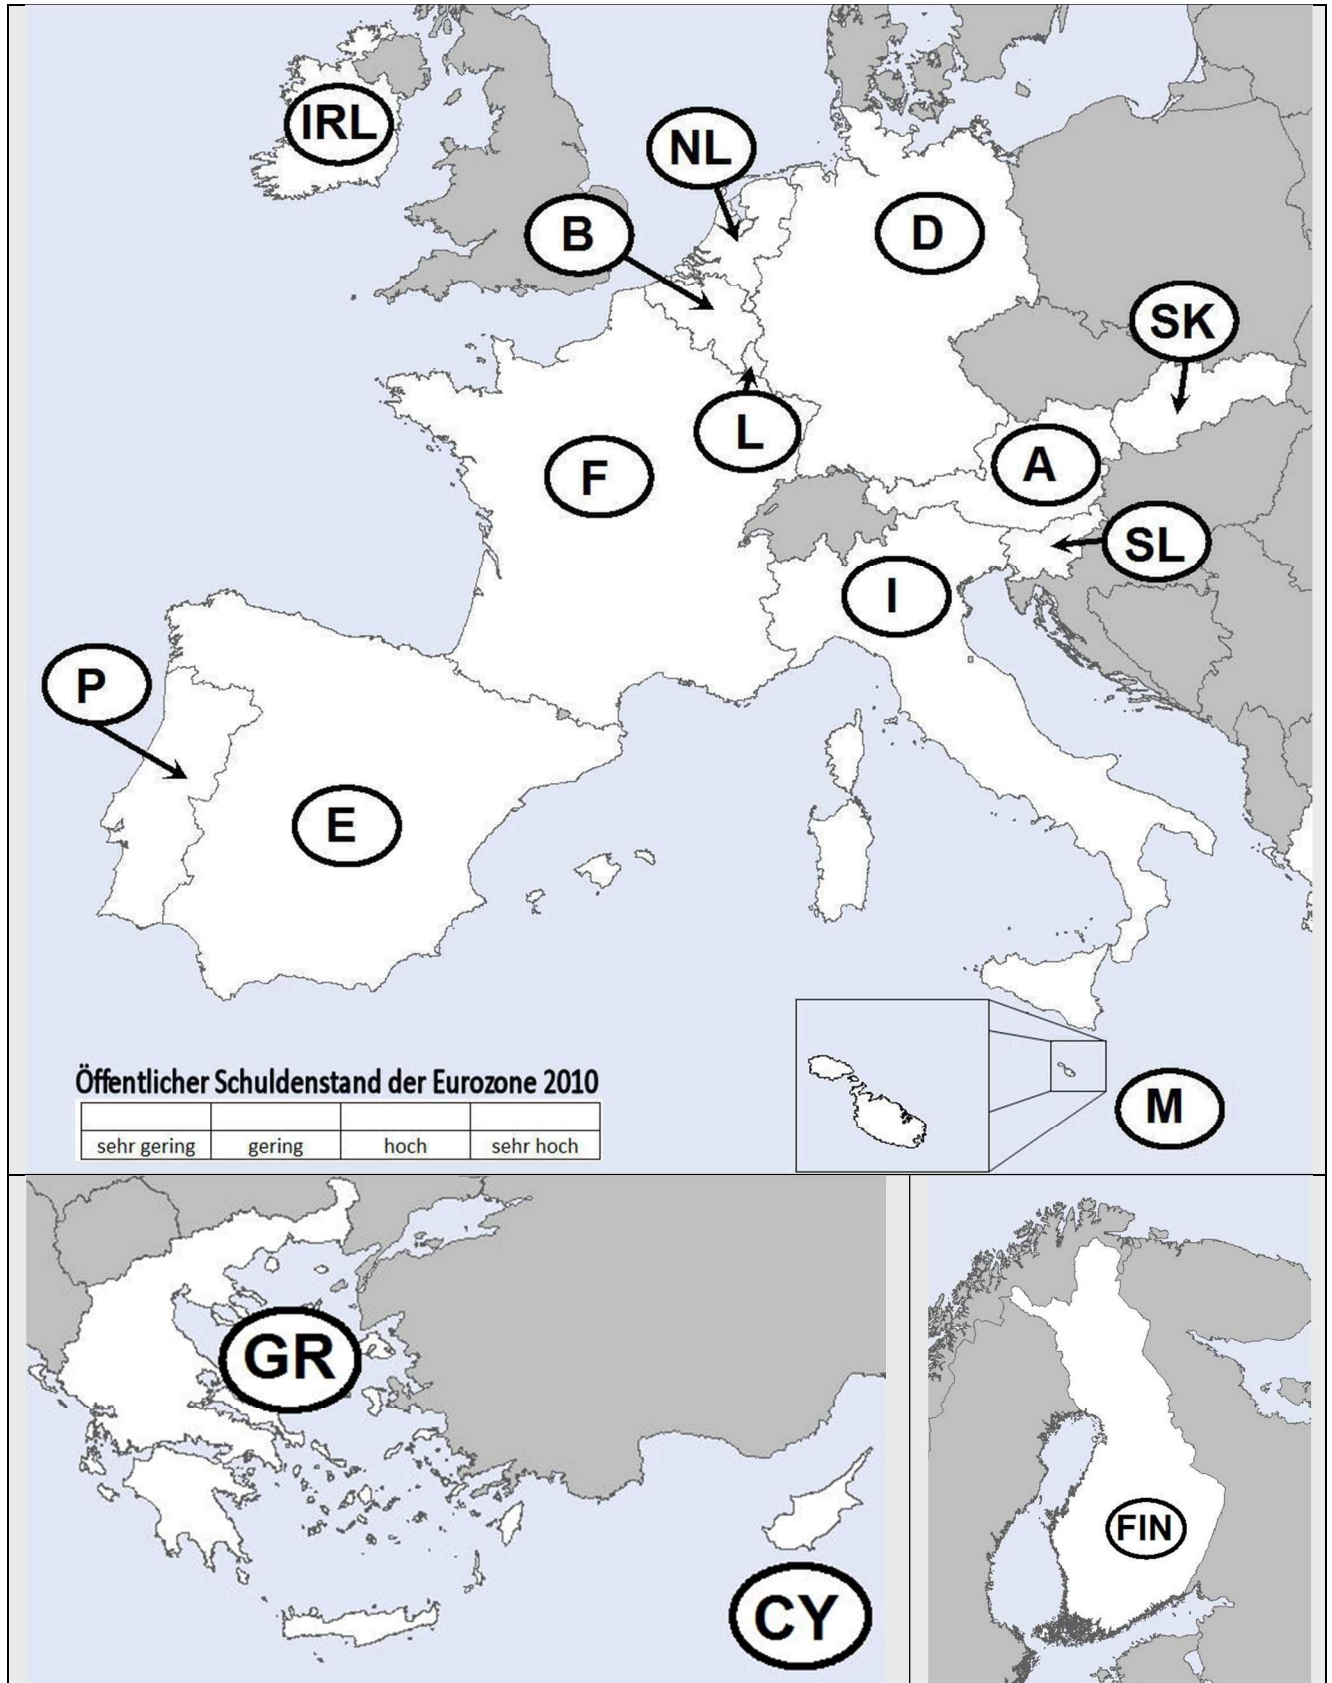 IRL
NL
B
D
SK
L
A
F
SL
I
P
E
M
Öffentlicher Schuldenstand der Eurozone 2010
sehr gering gering hoch sehr hoch
GR
CY
FIN